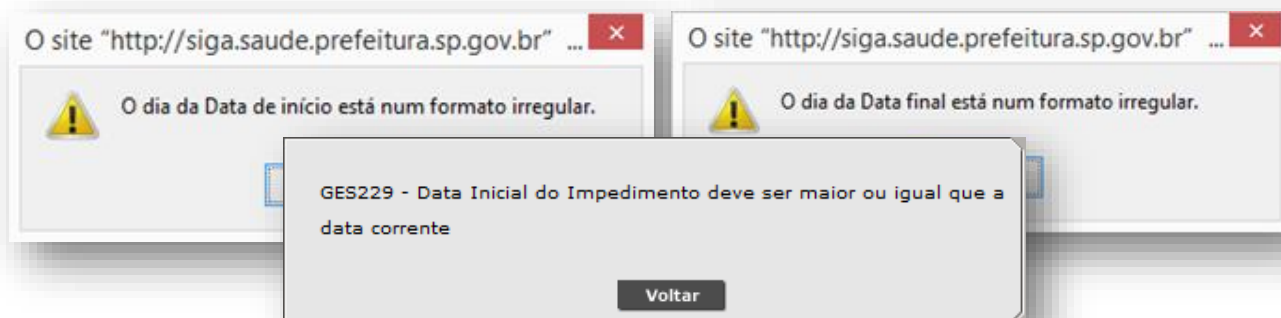 O site “http://siga.saude.prefeitura.sp.gov.br” ...
O dia da Data de início está num formato irregular.
O site “http://siga.saude.prefeitura.sp.gov.br” ...
O dia da Data final está num formato irregular.
GES229 - Data Inicial do Impedimento deve ser maior ou igual que a
data corrente
Voltar